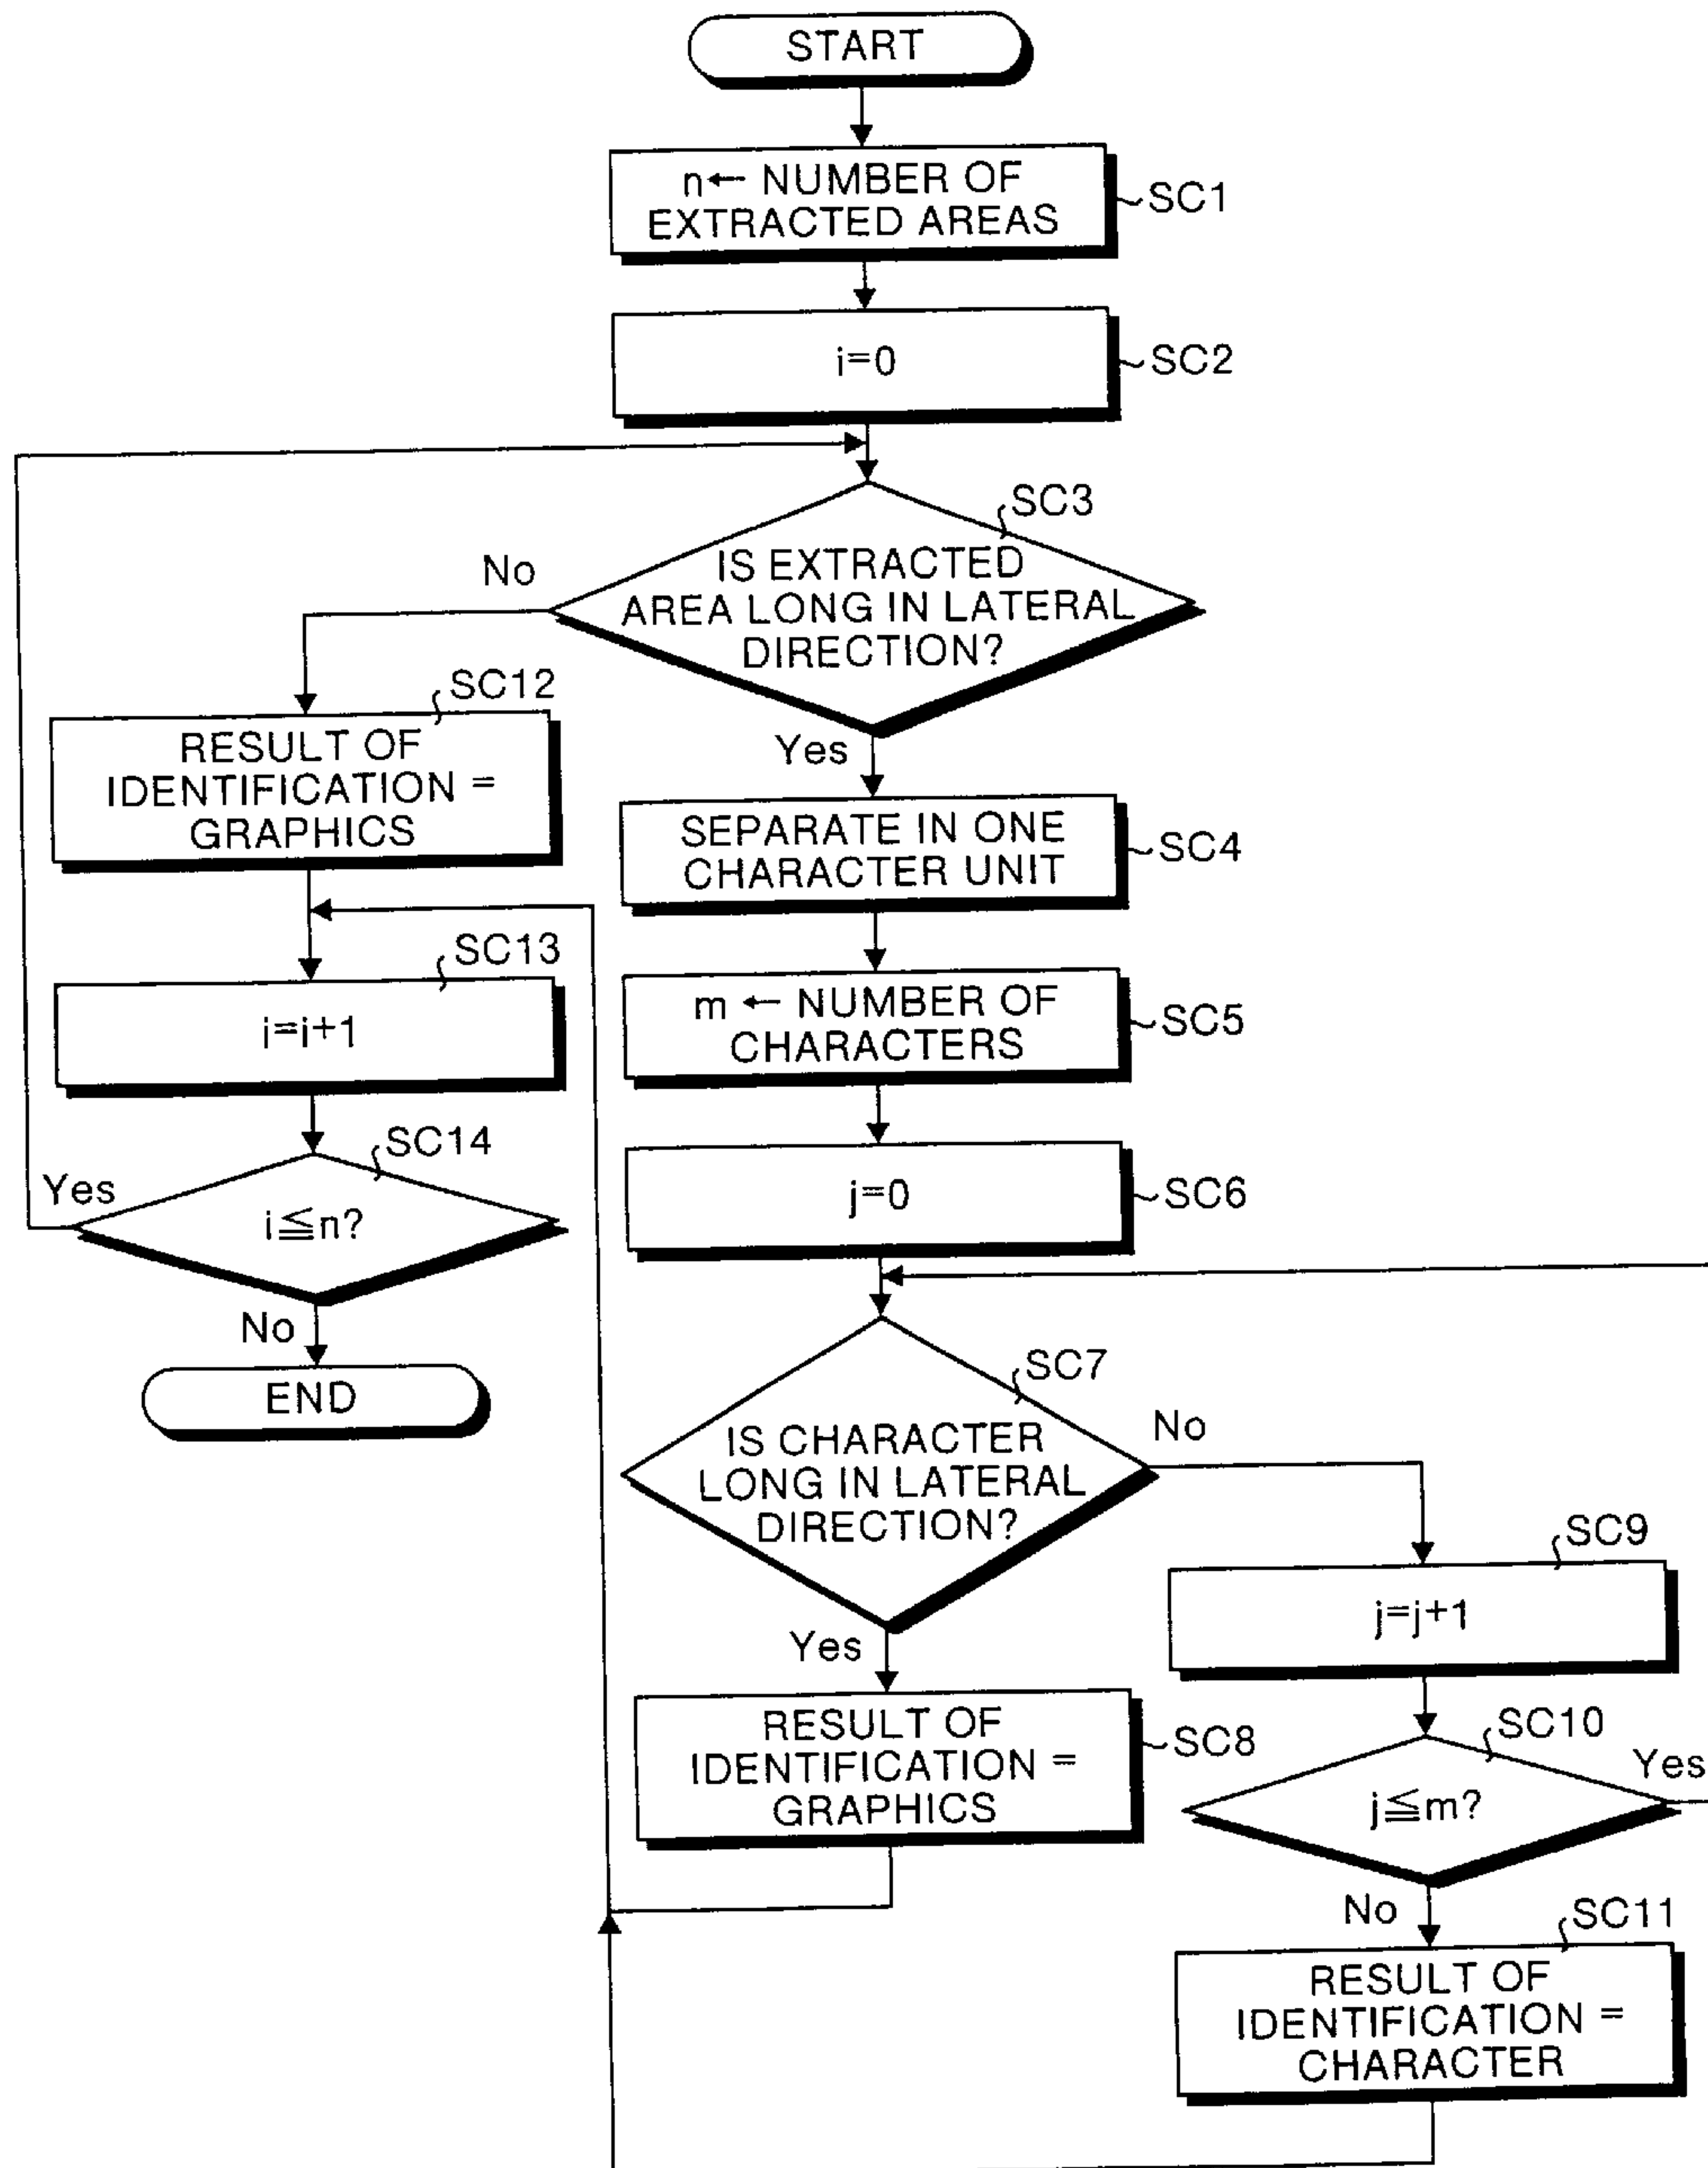 START
n← NUMBER OF
EXTRACTED AREAS
SC1
i=0
SC2
SC3
No
IS EXTRACTED
AREA LONG IN LATERAL
DIRECTION?
Yes
SC12
RESULT OF
IDENTIFICATION =
GRAPHICS
SEPARATE IN ONE
CHARACTER UNIT
SC4
SC13
i=i+1
m ← NUMBER OF
CHARACTERS
SC5
SC14
Yes
i≦n?
No
END
j=0
SC6
SC7
IS CHARACTER
LONG IN LATERAL
DIRECTION?
No
Yes
SC9
j=j+1
RESULT OF
IDENTIFICATION =
GRAPHICS
SC8
SC10
Yes
j≦m?
No
SC11
RESULT OF
IDENTIFICATION =
CHARACTER